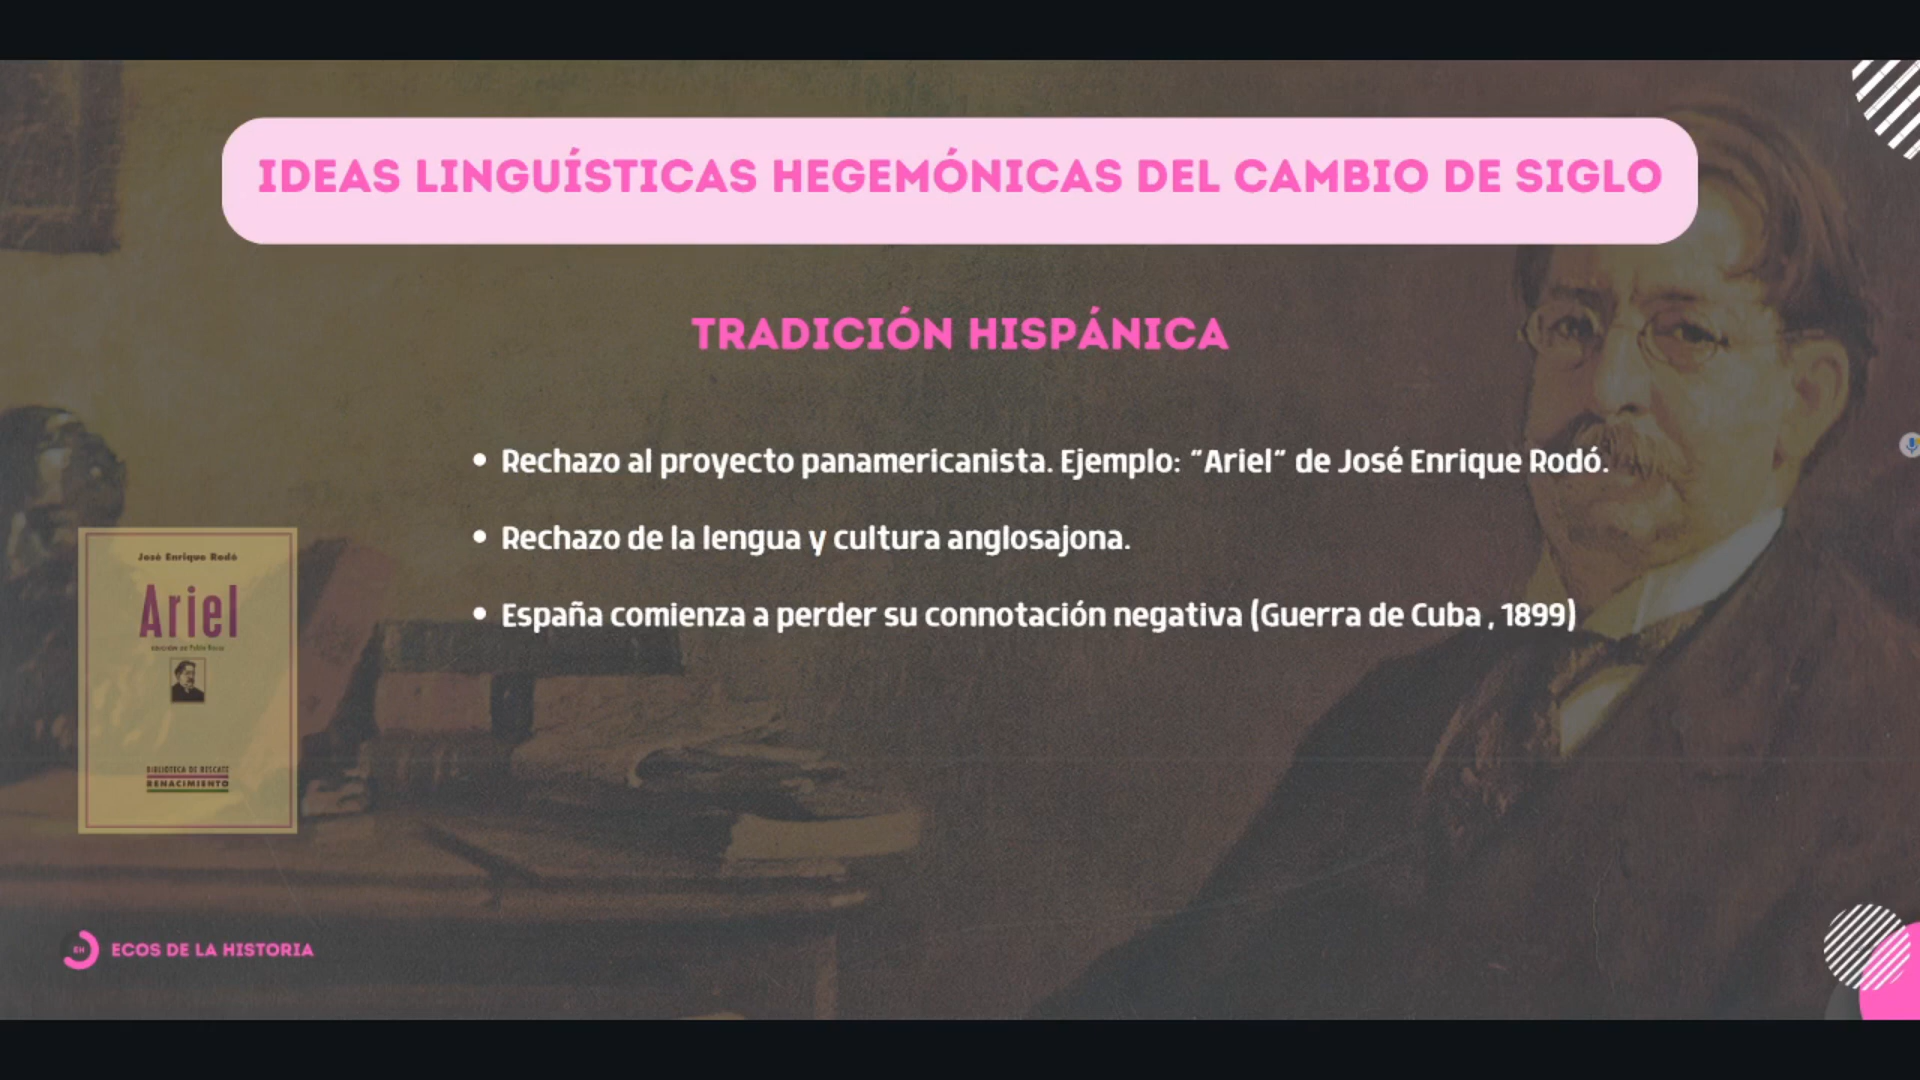 IDEAS LINGUÍSTICAS HEGEMÓNICAS DEL CAMBIO DE SIGLO
TRADICIÓN HISPÁNICA
• Rechazo al proyecto panamericanista. Ejemplo: "Ariel" de José Enrique Rodó.
• Rechazo de la lengua y cultura anglosajona.
• España comienza a perder su connotación negativa (Guerra de Cuba , 1899)
José Enrique Rodó
Ariel
BIBLIOTECA DE RESCATE
RENACIMIENTO
EH ECOS DE LA HISTORIA